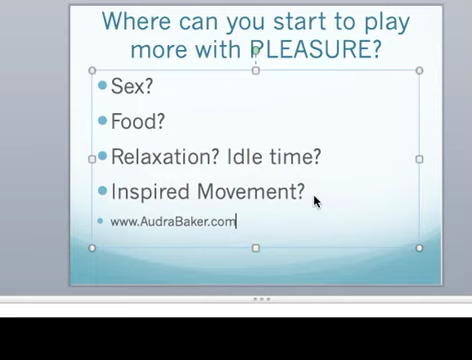 Where can you start to play
more with PLEASURE?
Sex?
Food?
Relaxation? Idle time?
Inspired Movement?
www.AudraBaker.com